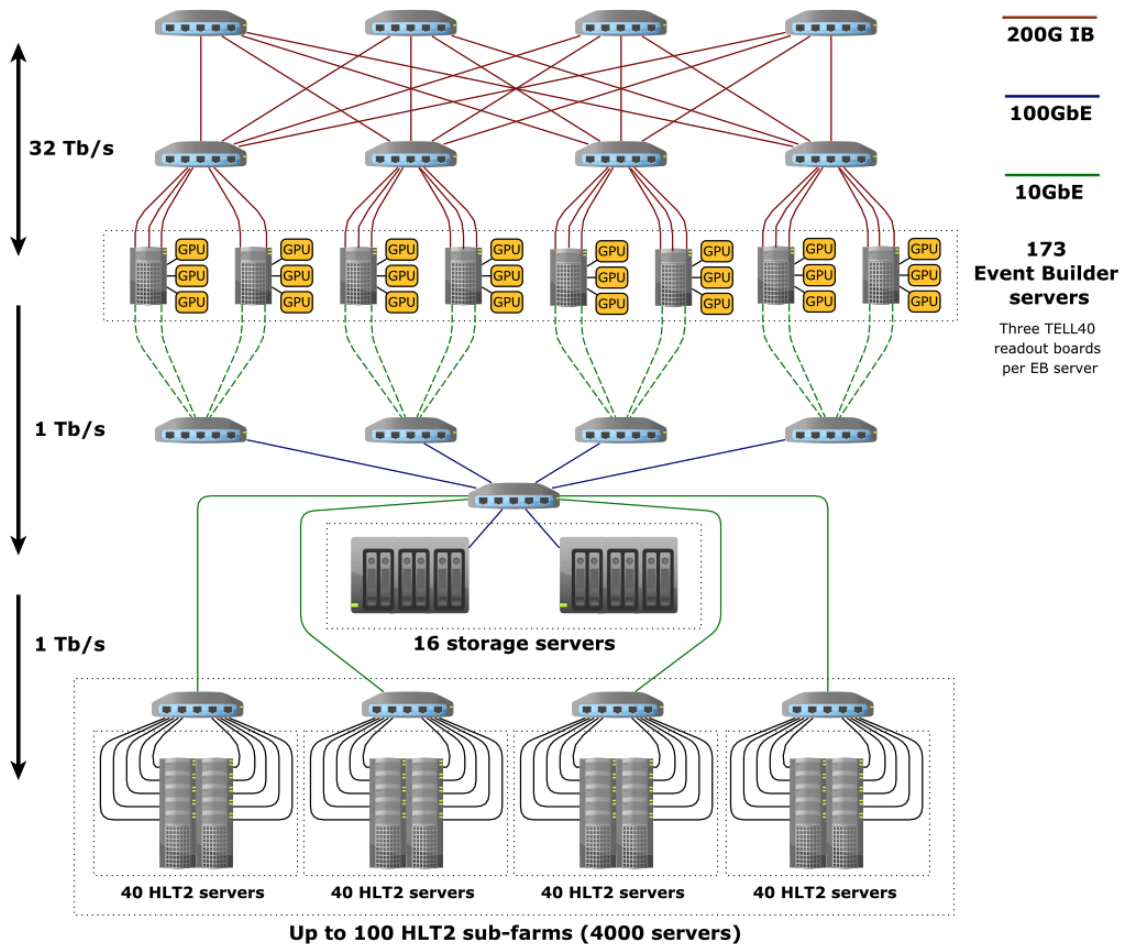 200G IB
100GbE
32 Tb/s
10GbE
GPU GPU GPU GPU GPU GPU GPU GPU
GPU GPU GPU GPU GPU GPU GPU GPU
GPU GPU GPU GPU GPU GPU GPU GPU
173
Event Builder
servers
Three TELL40
readout boards
per EB server
1 Tb/s
16 storage servers
1 Tb/s
40 HLT2 servers 40 HLT2 servers 40 HLT2 servers 40 HLT2 servers
Up to 100 HLT2 sub-farms (4000 servers)